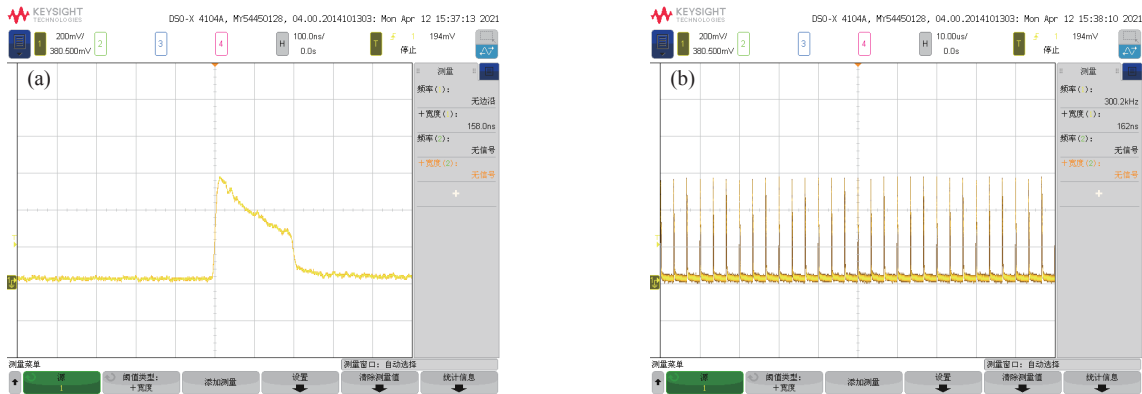 KEYSIGHT
TECHNOLOGIES
DSO-X 4104A, MY54450128, 04.00.2014101303: Mon Apr 12 15:37:13 2021
1 200mV/ 2 3 4 H 100.0ns/ T 1 194mV
380.500mV 0.0s 停止
(a)
测量
频率( ):
无边沿
+宽度( ):
158.0ns
频率(2):
无信号
+宽度(2):
无信号
测量菜单
测量窗口: 自动选择
源
1
阈值类型:
+宽度
添加测量
设置
清除测量值
统计信息
KEYSIGHT
TECHNOLOGIES
DSO-X 4104A, MY54450128, 04.00.2014101303: Mon Apr 12 15:38:10 2021
1 200mV/ 2 3 4 H 10.00us/ T 1 194mV
380.500mV 0.0s 停止
(b)
测量
频率( ):
300.2kHz
+宽度( ):
162ns
频率(2):
无信号
+宽度(2):
无信号
测量菜单
测量窗口: 自动选择
源
1
阈值类型:
+宽度
添加测量
设置
清除测量值
统计信息